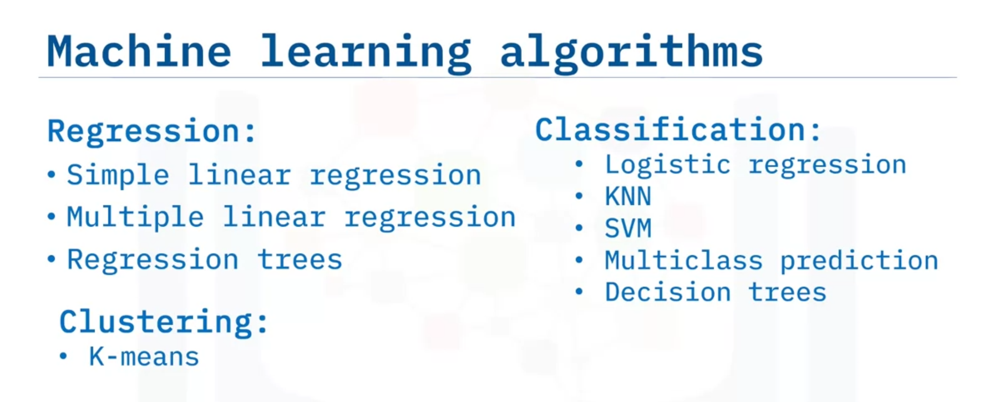 Machine learning algorithms
Regression:
• Simple linear regression
• Multiple linear regression
• Regression trees
Clustering:
• K-means
Classification:
• Logistic regression
• KNN
• SVM
• Multiclass prediction
• Decision trees